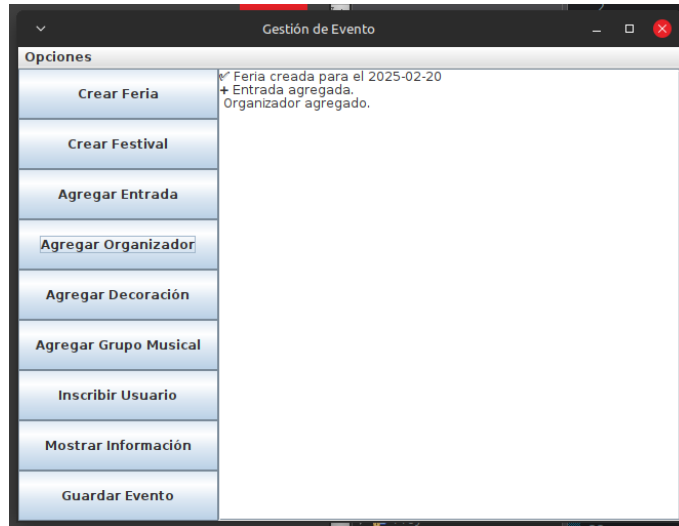 Gestión de Evento
Opciones
Crear Feria
Crear Festival
Agregar Entrada
Agregar Organizador
Agregar Decoración
Agregar Grupo Musical
Inscribir Usuario
Mostrar Información
Guardar Evento
✔ Feria creada para el 2025-02-20
+ Entrada agregada.
Organizador agregado.